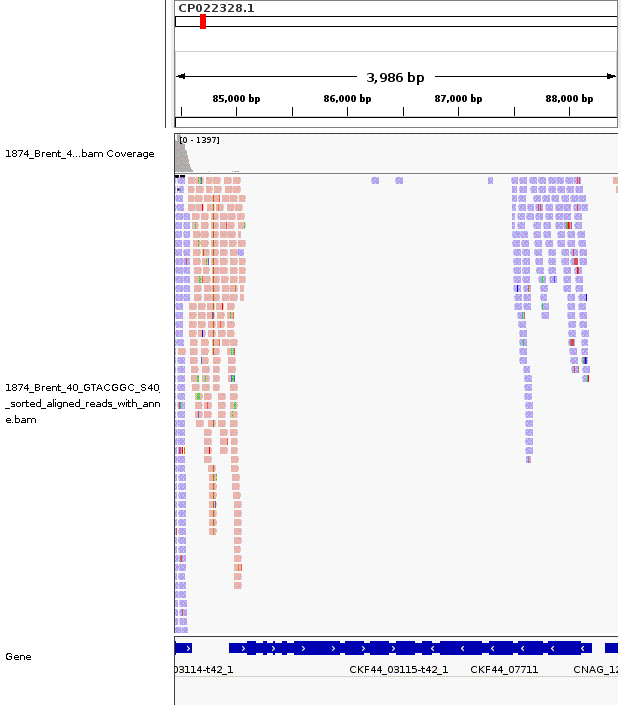 CP022328.1
3,986 bp
85,000 bp 86,000 bp 87,000 bp 88,000 bp
[0 - 1397]
1874_Brent_4...bam Coverage
1874_Brent_40_GTACGGC_S40_
_sorted_aligned_reads_with_ann
e.bam
Gene
03114-t42_1 CKF44_03115-t42_1 CKF44_07711 CNAG_12